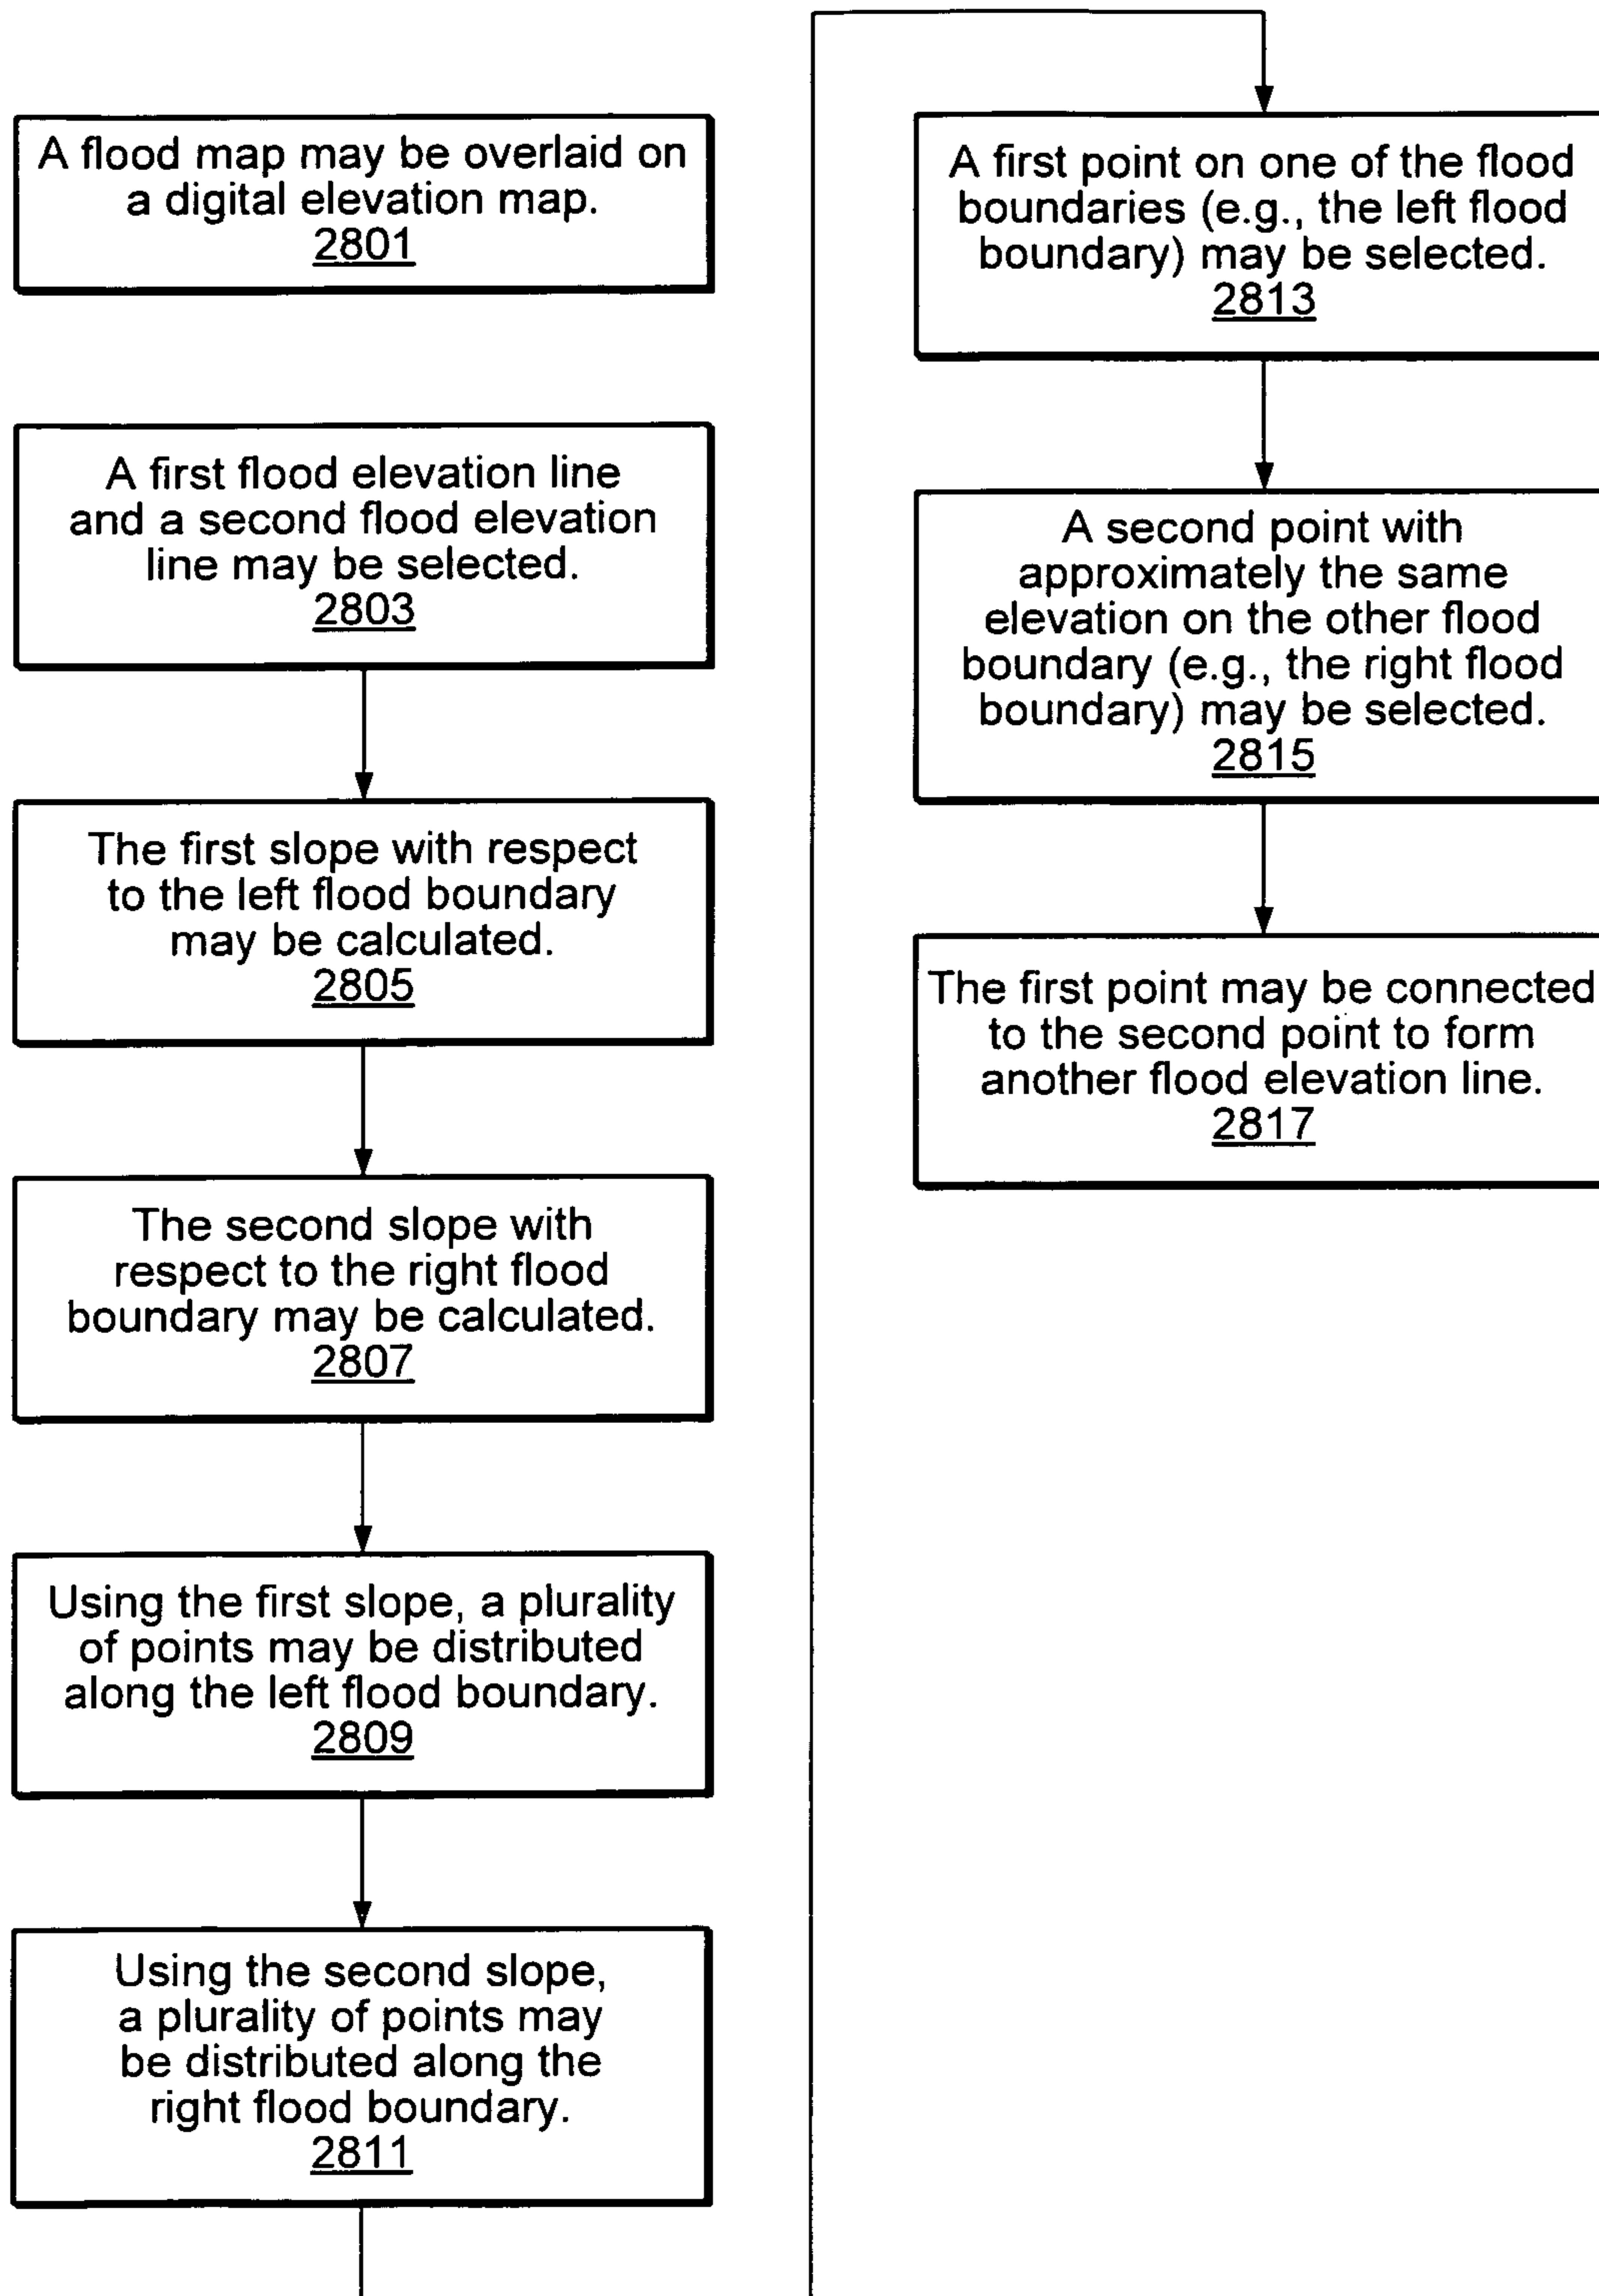 A flood map may be overlaid on
a digital elevation map.
2801
A first flood elevation line
and a second flood elevation
line may be selected.
2803
The first slope with respect
to the left flood boundary
may be calculated.
2805
The second slope with
respect to the right flood
boundary may be calculated.
2807
Using the first slope, a plurality
of points may be distributed
along the left flood boundary.
2809
Using the second slope,
a plurality of points may
be distributed along the
right flood boundary.
2811
A first point on one of the flood
boundaries (e.g., the left flood
boundary) may be selected.
2813
A second point with
approximately the same
elevation on the other flood
boundary (e.g., the right flood
boundary) may be selected.
2815
The first point may be connected
to the second point to form
another flood elevation line.
2817